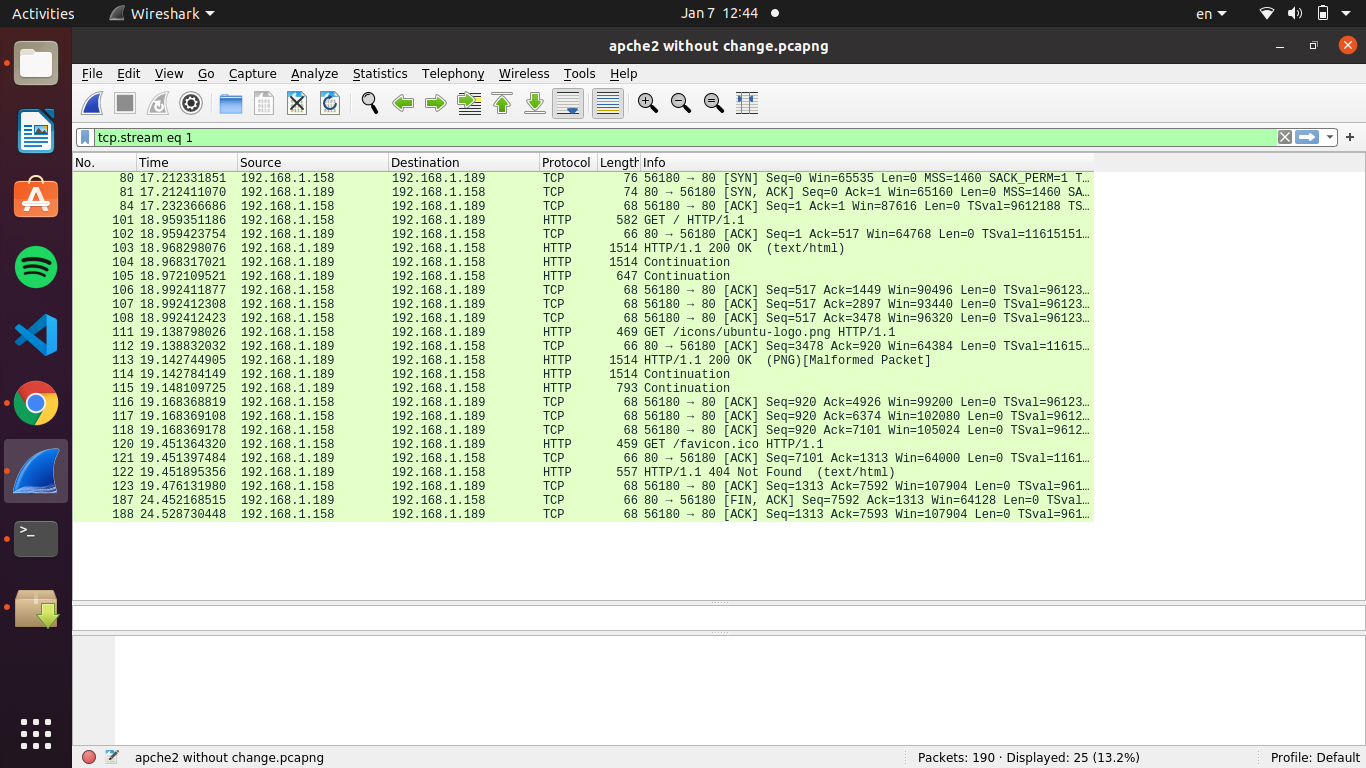 Activities Wireshark Jan 7 12:44 en
apche2 without change.pcapng
File Edit View Go Capture Analyze Statistics Telephony Wireless Tools Help
tcp.stream eq 1
No. Time Source Destination Protocol Length Info
80 17.212331851 192.168.1.158 192.168.1.189 TCP 76 56180 → 80 [SYN] Seq=0 Win=65535 Len=0 MSS=1460 SACK_PERM=1 T…
81 17.212411070 192.168.1.189 192.168.1.158 TCP 74 80 → 56180 [SYN, ACK] Seq=0 Ack=1 Win=65160 Len=0 MSS=1460 SA…
84 17.232366686 192.168.1.158 192.168.1.189 TCP 68 56180 → 80 [ACK] Seq=1 Ack=1 Win=87616 Len=0 TSval=9612188 TS…
101 18.959351186 192.168.1.158 192.168.1.189 HTTP 582 GET / HTTP/1.1
102 18.959423754 192.168.1.189 192.168.1.158 TCP 66 80 → 56180 [ACK] Seq=1 Ack=517 Win=64768 Len=0 TSval=11615151…
103 18.968298076 192.168.1.189 192.168.1.158 HTTP 1514 HTTP/1.1 200 OK (text/html)
104 18.968317021 192.168.1.189 192.168.1.158 HTTP 1514 Continuation
105 18.972109521 192.168.1.189 192.168.1.158 HTTP 647 Continuation
106 18.992411877 192.168.1.158 192.168.1.189 TCP 68 56180 → 80 [ACK] Seq=517 Ack=1449 Win=90496 Len=0 TSval=96123…
107 18.992412308 192.168.1.158 192.168.1.189 TCP 68 56180 → 80 [ACK] Seq=517 Ack=2897 Win=93440 Len=0 TSval=96123…
108 18.992412423 192.168.1.158 192.168.1.189 TCP 68 56180 → 80 [ACK] Seq=517 Ack=3478 Win=96320 Len=0 TSval=96123…
111 19.138798026 192.168.1.158 192.168.1.189 HTTP 469 GET /icons/ubuntu-logo.png HTTP/1.1
112 19.138832032 192.168.1.189 192.168.1.158 TCP 66 80 → 56180 [ACK] Seq=3478 Ack=920 Win=64384 Len=0 TSval=11615…
113 19.142744905 192.168.1.189 192.168.1.158 HTTP 1514 HTTP/1.1 200 OK (PNG)[Malformed Packet]
114 19.142784149 192.168.1.189 192.168.1.158 HTTP 1514 Continuation
115 19.148109725 192.168.1.189 192.168.1.158 HTTP 793 Continuation
116 19.168368819 192.168.1.158 192.168.1.189 TCP 68 56180 → 80 [ACK] Seq=920 Ack=4926 Win=99200 Len=0 TSval=96123…
117 19.168369108 192.168.1.158 192.168.1.189 TCP 68 56180 → 80 [ACK] Seq=920 Ack=6374 Win=102080 Len=0 TSval=9612…
118 19.168369178 192.168.1.158 192.168.1.189 TCP 68 56180 → 80 [ACK] Seq=920 Ack=7101 Win=105024 Len=0 TSval=9612…
120 19.451364320 192.168.1.158 192.168.1.189 HTTP 459 GET /favicon.ico HTTP/1.1
121 19.451397484 192.168.1.189 192.168.1.158 TCP 66 80 → 56180 [ACK] Seq=7101 Ack=1313 Win=64000 Len=0 TSval=1161…
122 19.451895356 192.168.1.189 192.168.1.158 HTTP 557 HTTP/1.1 404 Not Found (text/html)
123 19.476131980 192.168.1.158 192.168.1.189 TCP 68 56180 → 80 [ACK] Seq=1313 Ack=7592 Win=107904 Len=0 TSval=961…
187 24.452168515 192.168.1.189 192.168.1.158 TCP 66 80 → 56180 [FIN, ACK] Seq=7592 Ack=1313 Win=64128 Len=0 TSval…
188 24.528730448 192.168.1.158 192.168.1.189 TCP 68 56180 → 80 [ACK] Seq=1313 Ack=7593 Win=107904 Len=0 TSval=961…
apche2 without change.pcapng Packets: 190 · Displayed: 25 (13.2%) Profile: Default